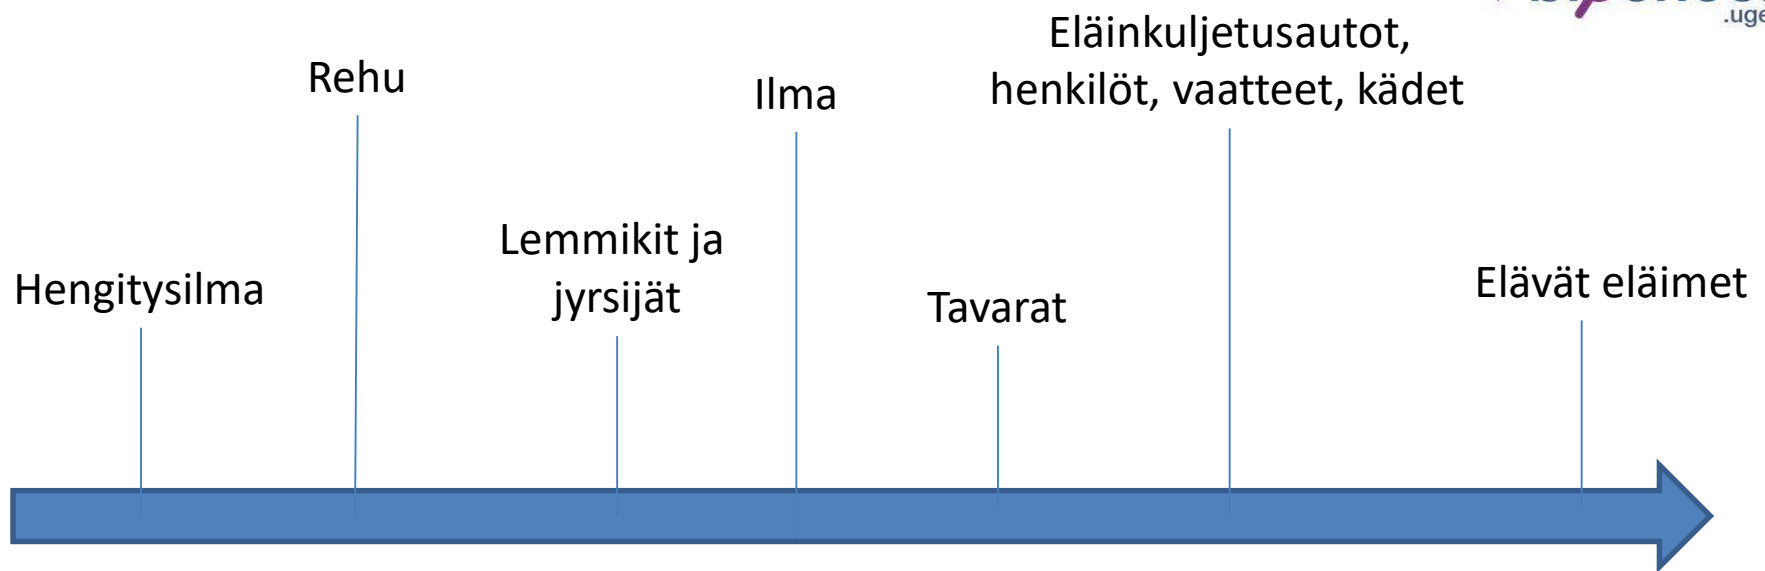 Eläinkuljetusautot,
henkilöt, vaatteet, kädet
Rehu
Ilma
Lemmikit ja
jyrsijät
Hengitysilma
Tavarat
Elävät eläimet